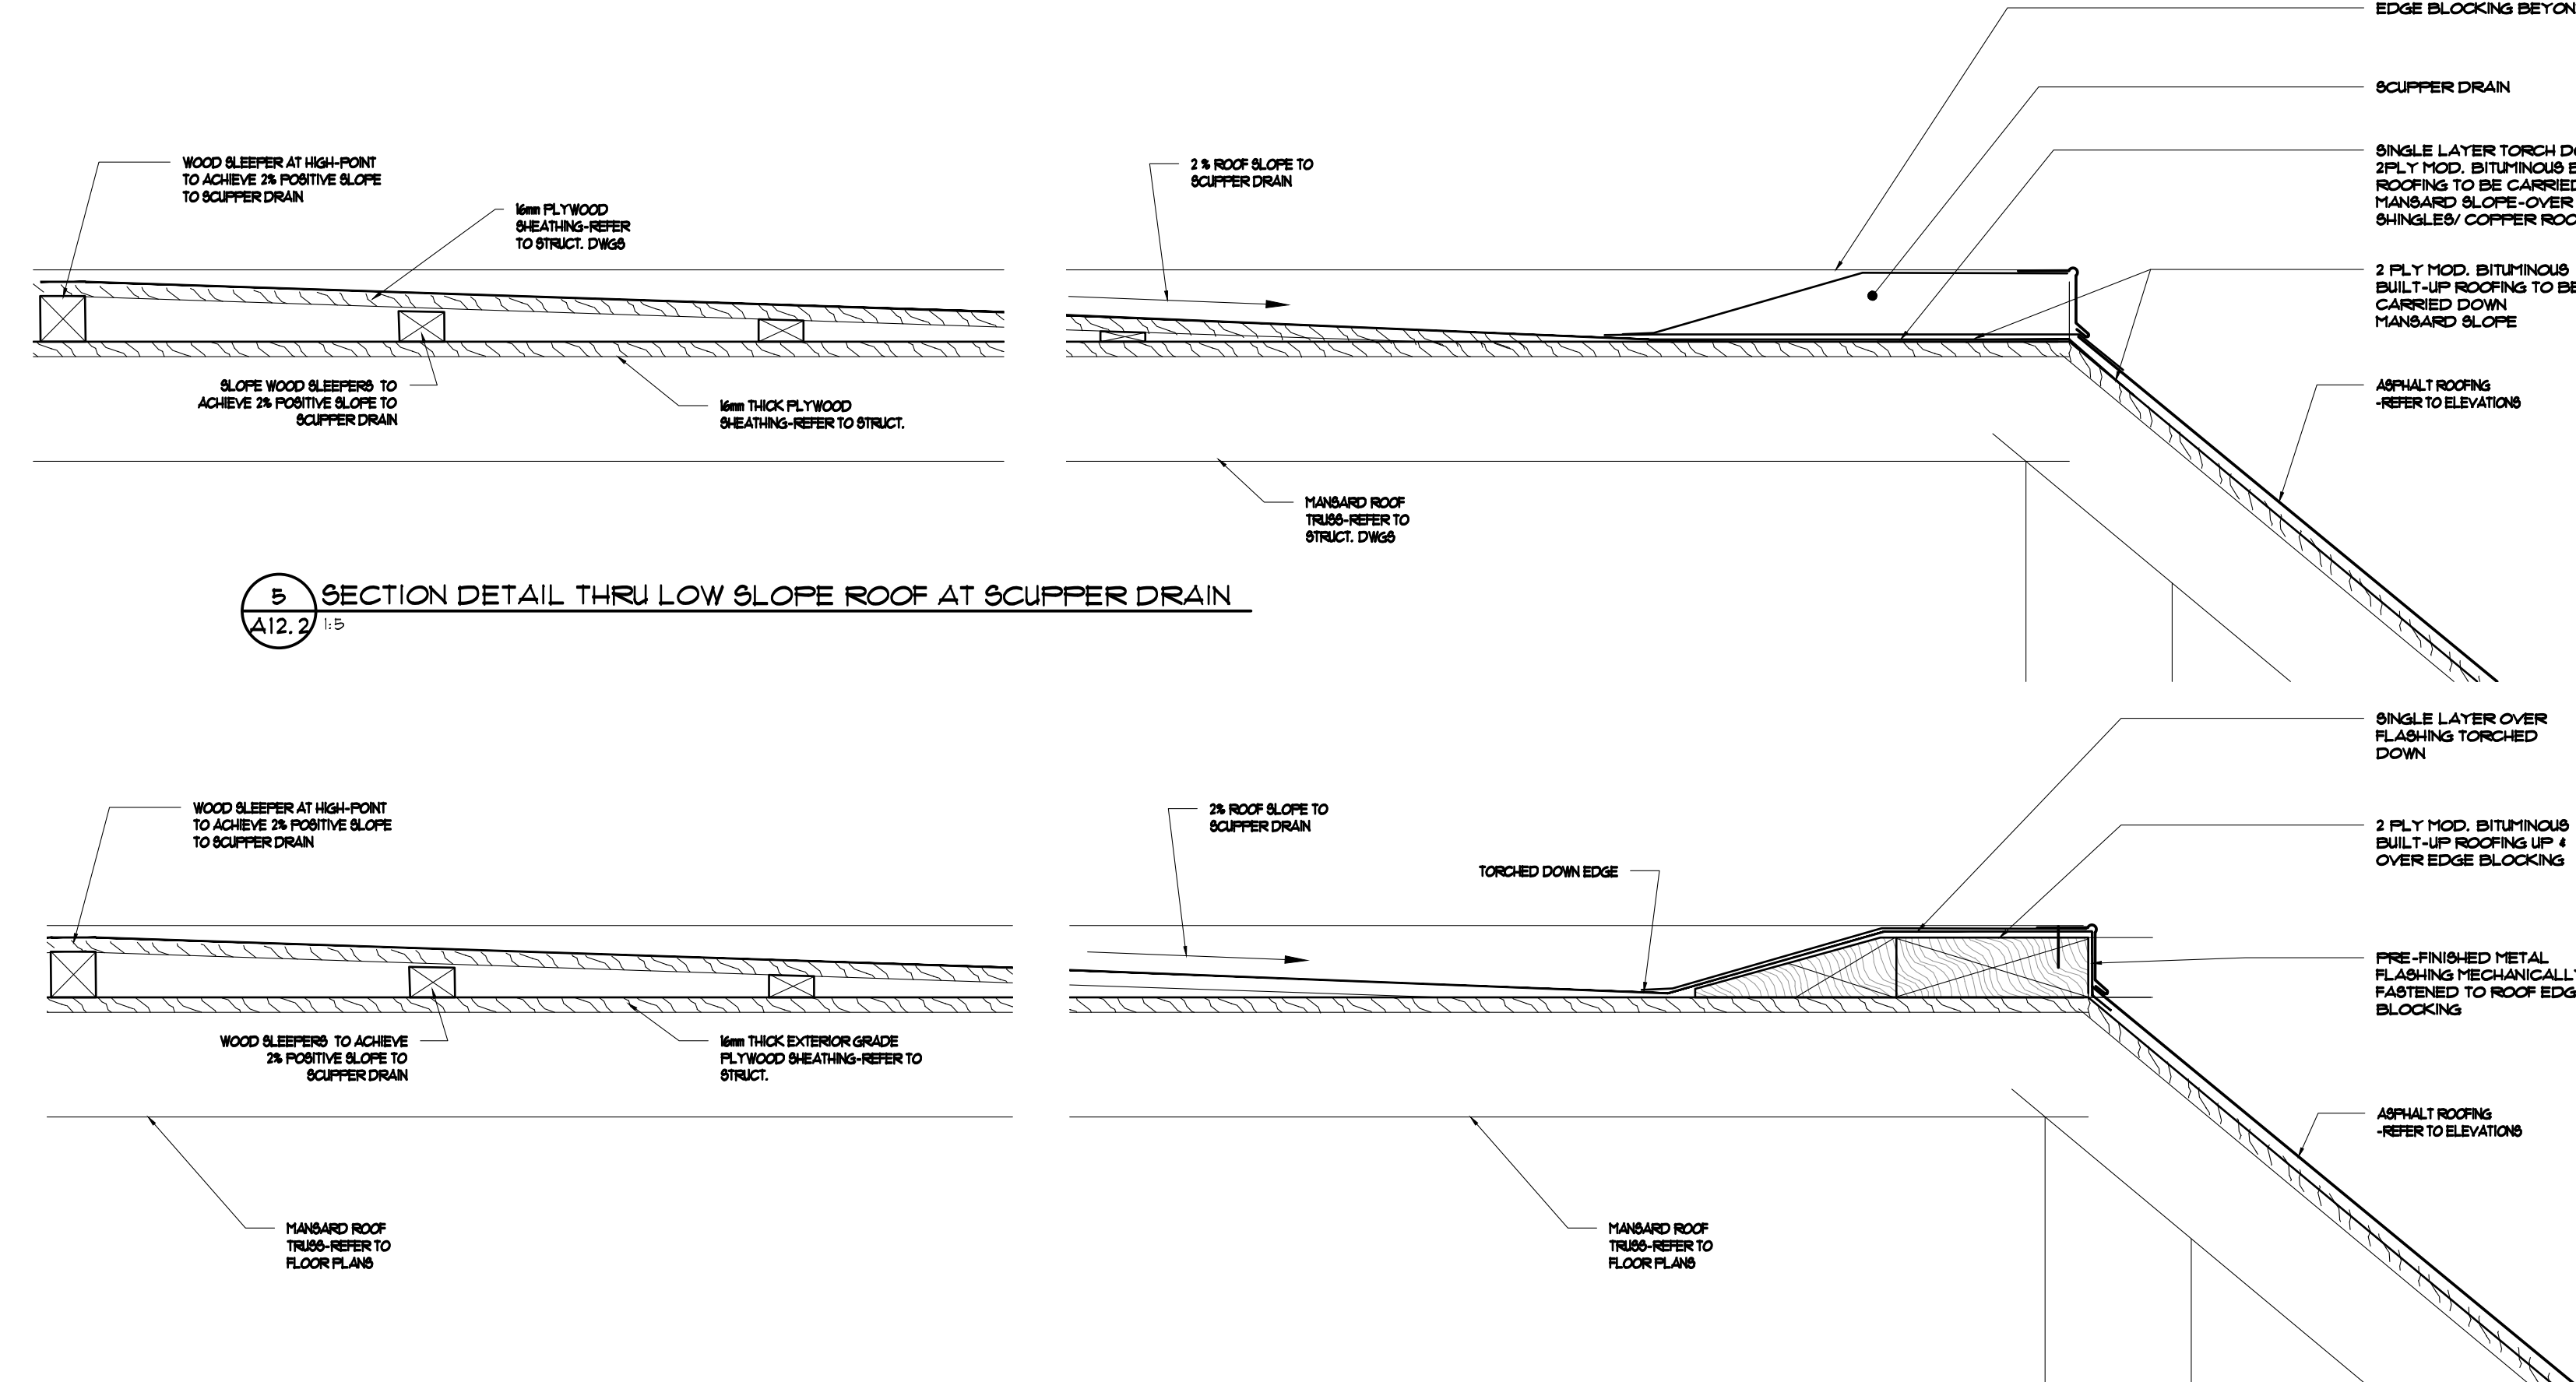 EDGE BLOCKING
SCUPPER DRAIN
SINGLE LAYER TORCH
2PLY MOD. BITUMINOUS
ROOFING TO BE CARRIED
MANSARD SLOPE-OVER
SHINGLES/ COPPER
2 PLY MOD. BITUMINOUS
BUILT-UP ROOFING TO BE
CARRIED DOWN
MANSARD SLOPE
ASPHALT ROOFING
-REFER TO ELEVATIONS
WOOD SLEEPER AT HIGH-POINT
TO ACHIEVE 2% POSITIVE SLOPE
TO SCUPPER DRAIN
16mm PLYWOOD
SHEATHING-REFER
TO STRUCT. DWGS
2 % ROOF SLOPE TO
SCUPPER DRAIN
SLOPE WOOD SLEEPERS TO
ACHIEVE 2% POSITIVE SLOPE TO
SCUPPER DRAIN
16mm THICK PLYWOOD
SHEATHING-REFER TO STRUCT.
MANSARD ROOF
TRUSS-REFER TO
STRUCT. DWGS
5 SECTION DETAIL THRU LOW SLOPE ROOF AT SCUPPER DRAIN
A12.2 1:5
SINGLE LAYER OVER
FLASHING TORCHED
DOWN
2 PLY MOD. BITUMINOUS
BUILT-UP ROOFING UP &
OVER EDGE BLOCKING
PRE-FINISHED METAL
FLASHING MECHANICALLY
FASTENED TO ROOF
BLOCKING
ASPHALT ROOFING
-REFER TO ELEVATIONS
WOOD SLEEPER AT HIGH-POINT
TO ACHIEVE 2% POSITIVE SLOPE
TO SCUPPER DRAIN
2% ROOF SLOPE TO
SCUPPER DRAIN
TORCHED DOWN EDGE
WOOD SLEEPERS TO ACHIEVE
2% POSITIVE SLOPE TO
SCUPPER DRAIN
16mm THICK EXTERIOR GRADE
PLYWOOD SHEATHING-REFER TO
STRUCT.
MANSARD ROOF
TRUSS-REFER TO
FLOOR PLANS
MANSARD ROOF
TRUSS-REFER TO
FLOOR PLANS